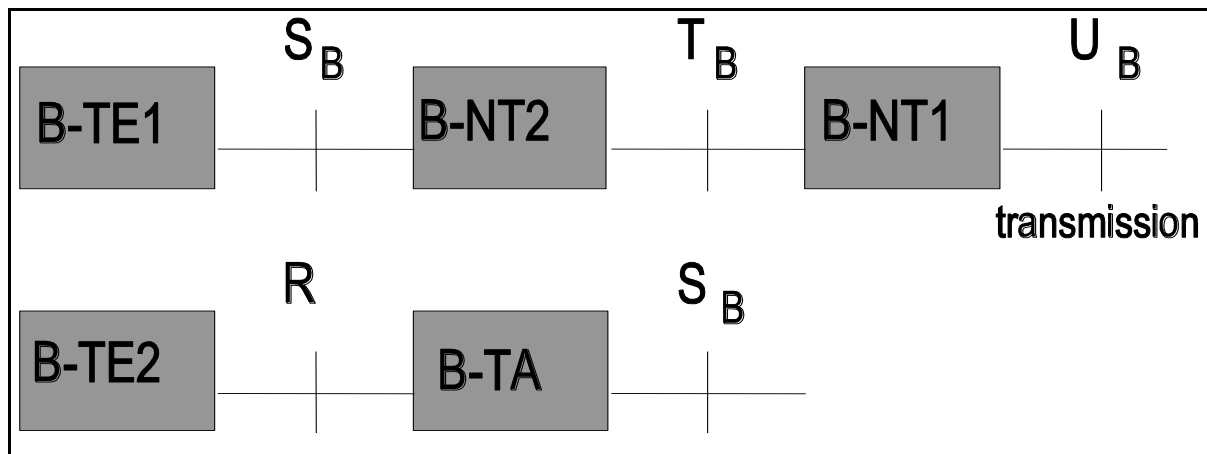 S B T B U B
B-TE1 B-NT2 B-NT1
transmission
R S B
B-TE2 B-TA